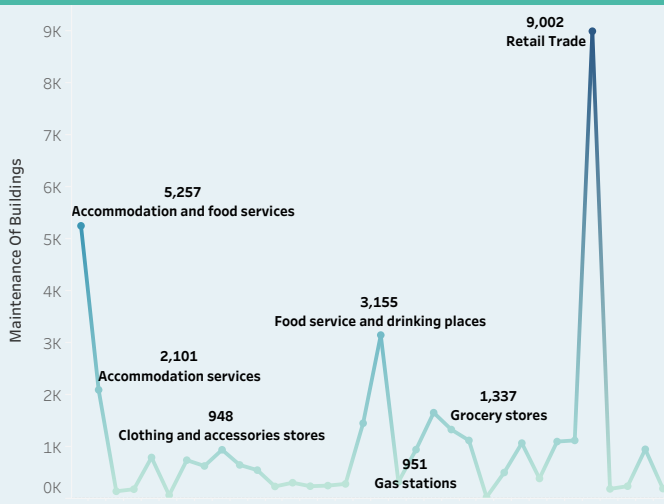 9,002
Retail Trade
9K
8K
7K
6K
5K
4K
3K
2K
1K
0K
Maintenance Of Buildings
5,257
Accommodation and food services
3,155
Food service and drinking places
2,101
Accommodation services
1,337
Grocery stores
948
Clothing and accessories stores
951
Gas stations